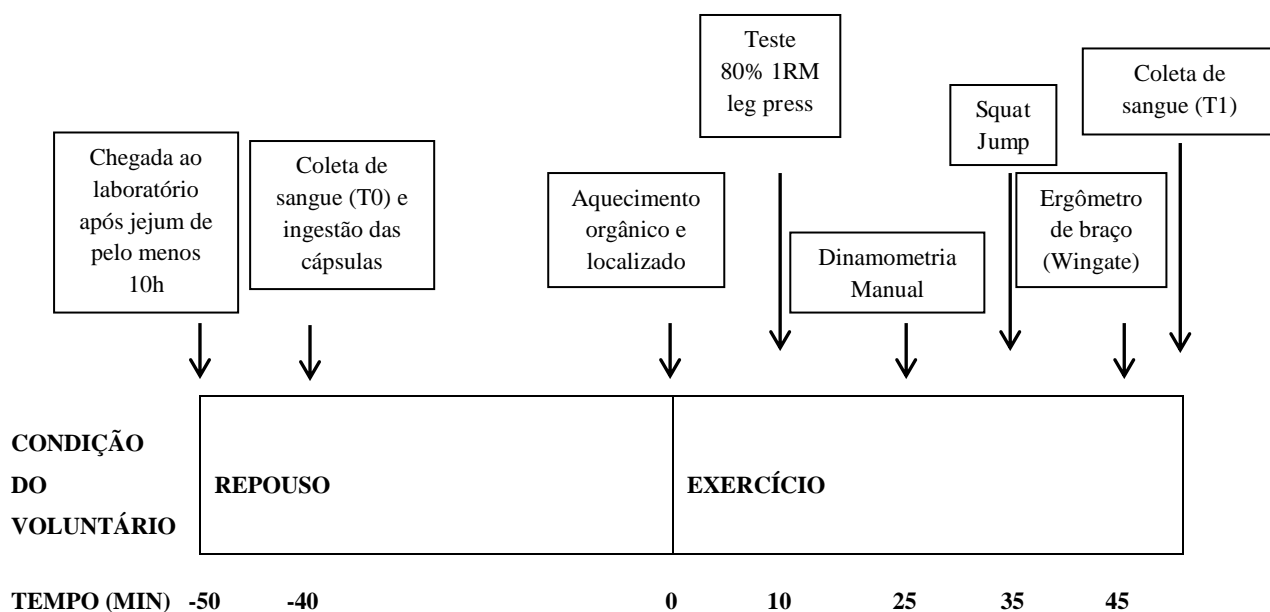 Chegada ao
laboratório
após jejum de
pelo menos
10h
Coleta de
sangue (T0) e
ingestão das
cápsulas
Aquecimento
orgânico e
localizado
Teste
80% 1RM
leg press
Dinamometria
Manual
Squat
Jump
Ergômetro
de braço
(Wingate)
Coleta de
sangue (T1)
CONDIÇÃO
DO
VOLUNTÁRIO
REPOUSO
EXERCÍCIO
TEMPO (MIN) -50 -40 0 10 25 35 45